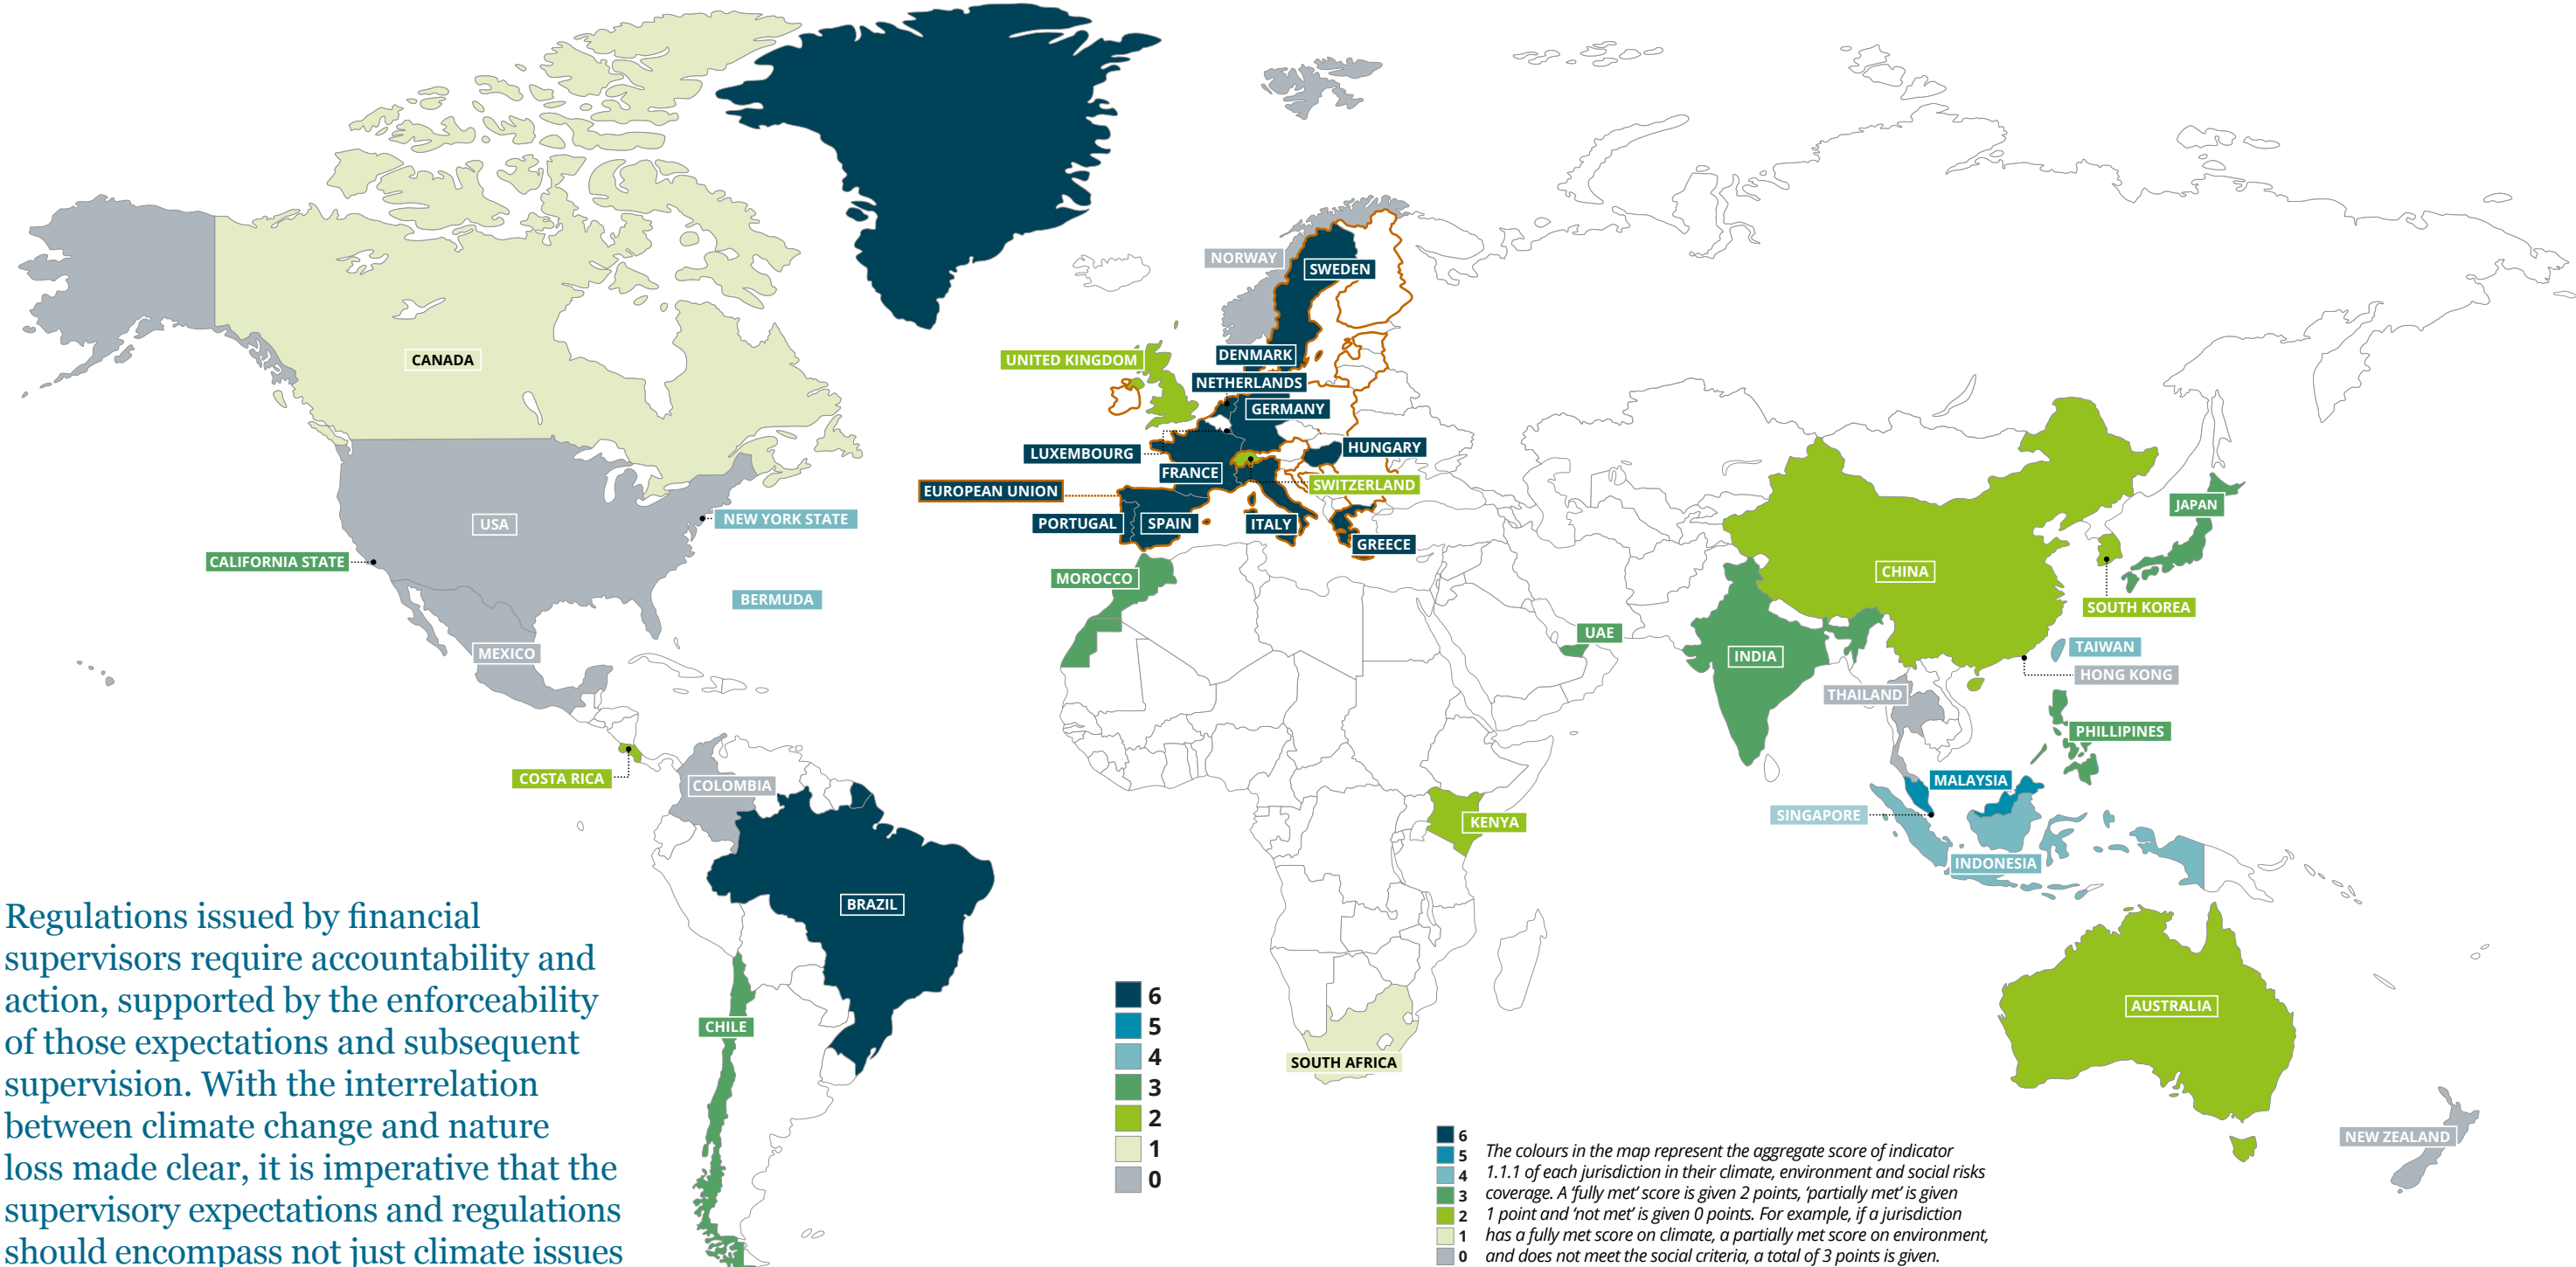 NORWAY
SWEDEN
CANADA
UNITED KINGDOM
DENMARK
NETHERLANDS
GERMANY
LUXEMBOURG
HUNGARY
FRANCE
SWITZERLAND
EUROPEAN UNION
PORTUGAL
SPAIN
ITALY
GREECE
USA
NEW YORK STATE
CALIFORNIA STATE
BERMUDA
MEXICO
MOROCCO
UAE
INDIA
CHINA
JAPAN
SOUTH KOREA
TAIWAN
HONG KONG
THAILAND
PHILLIPINES
COSTA RICA
COLOMBIA
MALAYSIA
SINGAPORE
KENYA
INDONESIA
BRAZIL
AUSTRALIA
CHILE
SOUTH AFRICA
NEW ZEALAND
Regulations issued by financial
supervisors require accountability and
action, supported by the enforceability
of those expectations and subsequent
supervision. With the interrelation
between climate change and nature
loss made clear, it is imperative that the
supervisory expectations and regulations
should encompass not just climate issues
6
5
4
3
2
1
0
6
5
4
3
2
1
0
The colours in the map represent the aggregate score of indicator
1.1.1 of each jurisdiction in their climate, environment and social risks
coverage. A ‘fully met’ score is given 2 points, ‘partially met’ is given
1 point and ‘not met’ is given 0 points. For example, if a jurisdiction
has a fully met score on climate, a partially met score on environment,
and does not meet the social criteria, a total of 3 points is given.